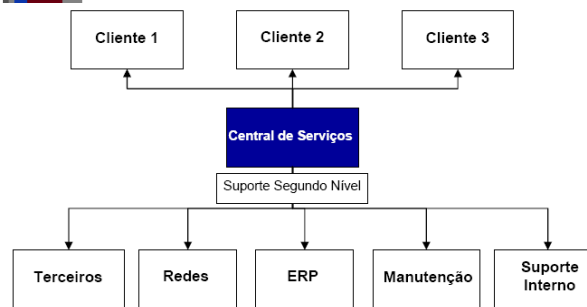 Cliente 1
Cliente 2
Cliente 3
Central de Serviços
Suporte Segundo Nível
Terceiros
Redes
ERP
Manutenção
Suporte
Interno